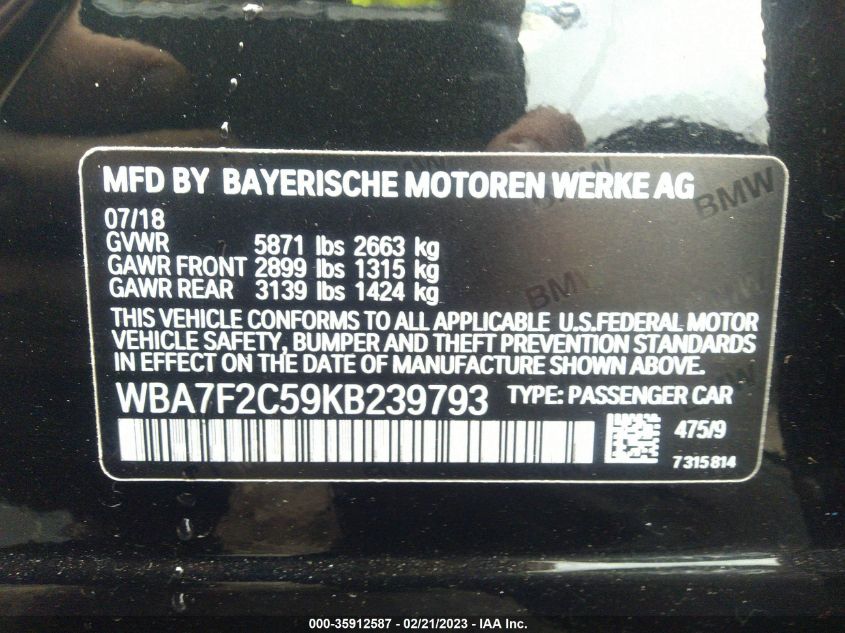 MFD BY BAYERISCHE MOTOREN WERKE AG
BMW
07/18
GVWR 5871 lbs 2663 kg
GAWR FRONT 2899 lbs 1315 kg
GAWR REAR 3139 lbs 1424 kg
BMW
THIS VEHICLE CONFORMS TO ALL APPLICABLE U.S.FEDERAL MOTOR
VEHICLE SAFETY, BUMPER AND THEFT PREVENTION STANDARDS
IN EFFECT ON THE DATE OF MANUFACTURE SHOWN ABOVE.
WBA7F2C59KB239793 TYPE: PASSENGER CAR
475/9
7315814
000-35912587 - 02/21/2023 - IAA Inc.